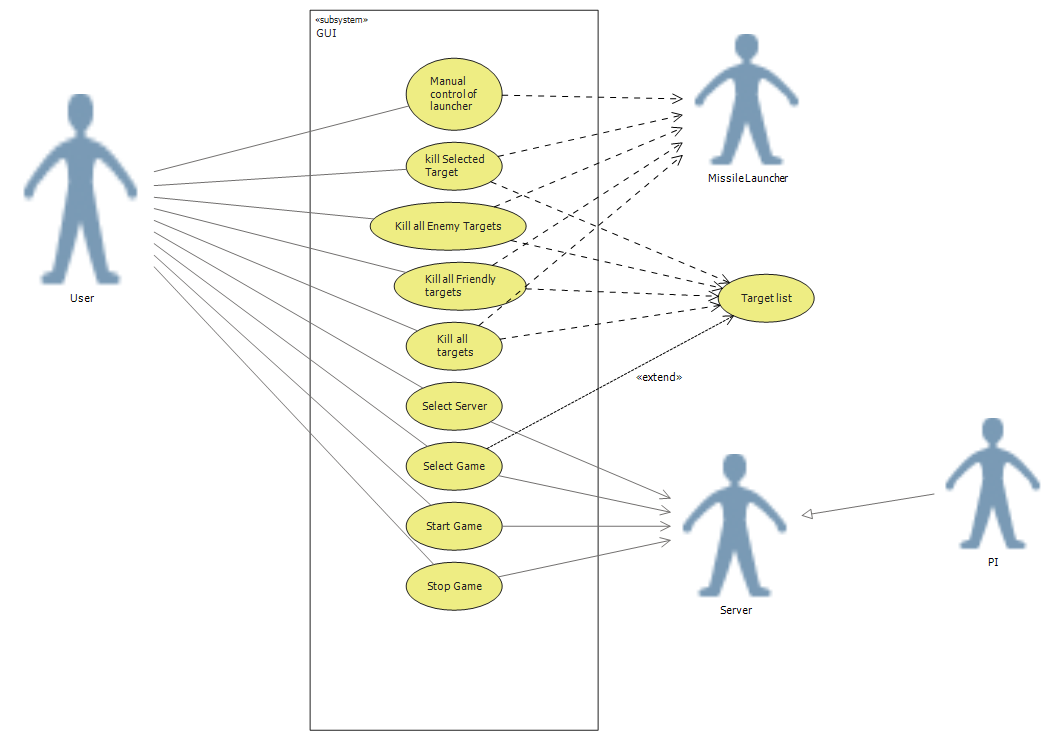 «subsystem»
GUI
Manual
control of
launcher
kill Selected
Target
Kill all Enemy Targets
Kill all Friendly
targets
Kill all
targets
Select Server
Select Game
Start Game
Stop Game
User
Missile Launcher
Target list
«extend»
Server
PI